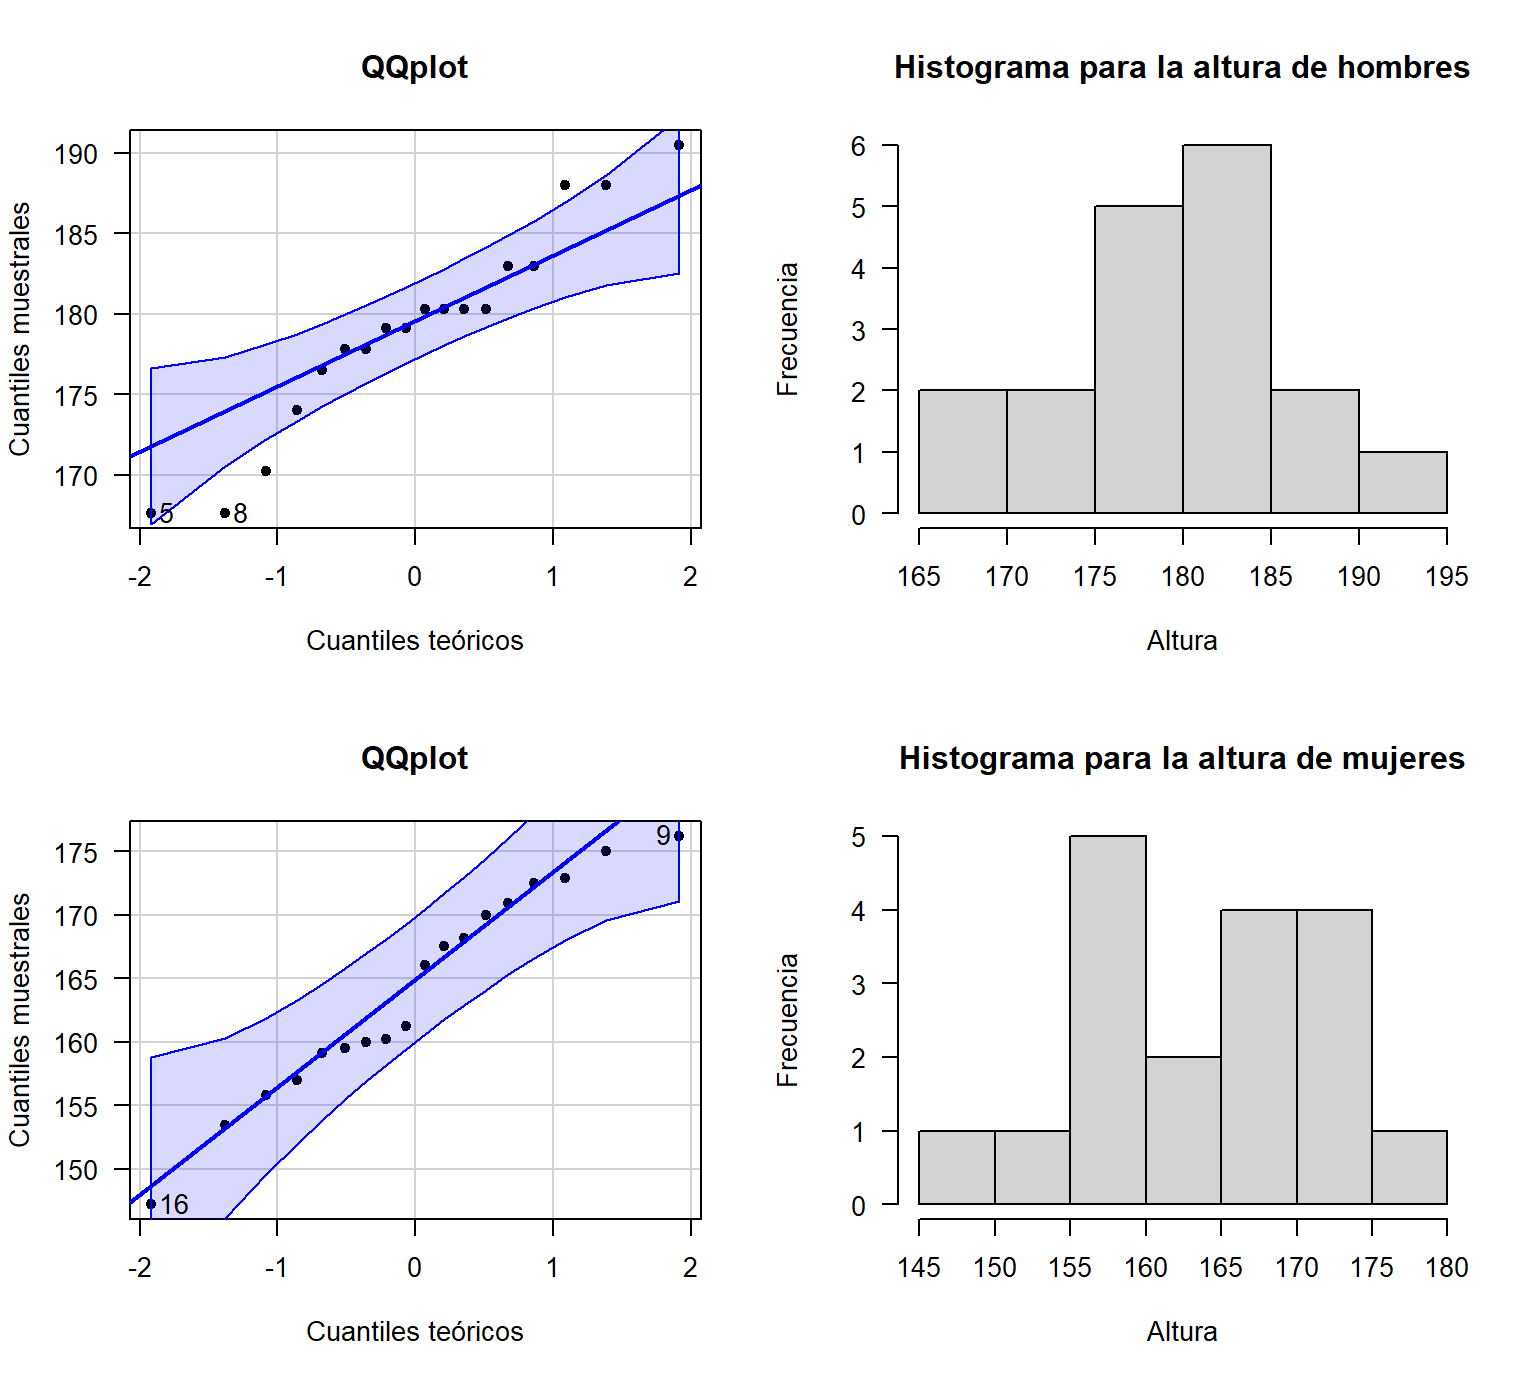 QQplot
Cuantiles muestrales
190
185
180
175
170
5
8
-2 -1 0 1 2
Cuantiles teóricos
Histograma para la altura de hombres
Frecuencia
6
5
4
3
2
1
0
165 170 175 180 185 190 195
Altura
QQplot
Cuantiles muestrales
175
170
165
160
155
150
9
16
-2 -1 0 1 2
Cuantiles teóricos
Histograma para la altura de mujeres
Frecuencia
5
4
3
2
1
0
145 150 155 160 165 170 175 180
Altura